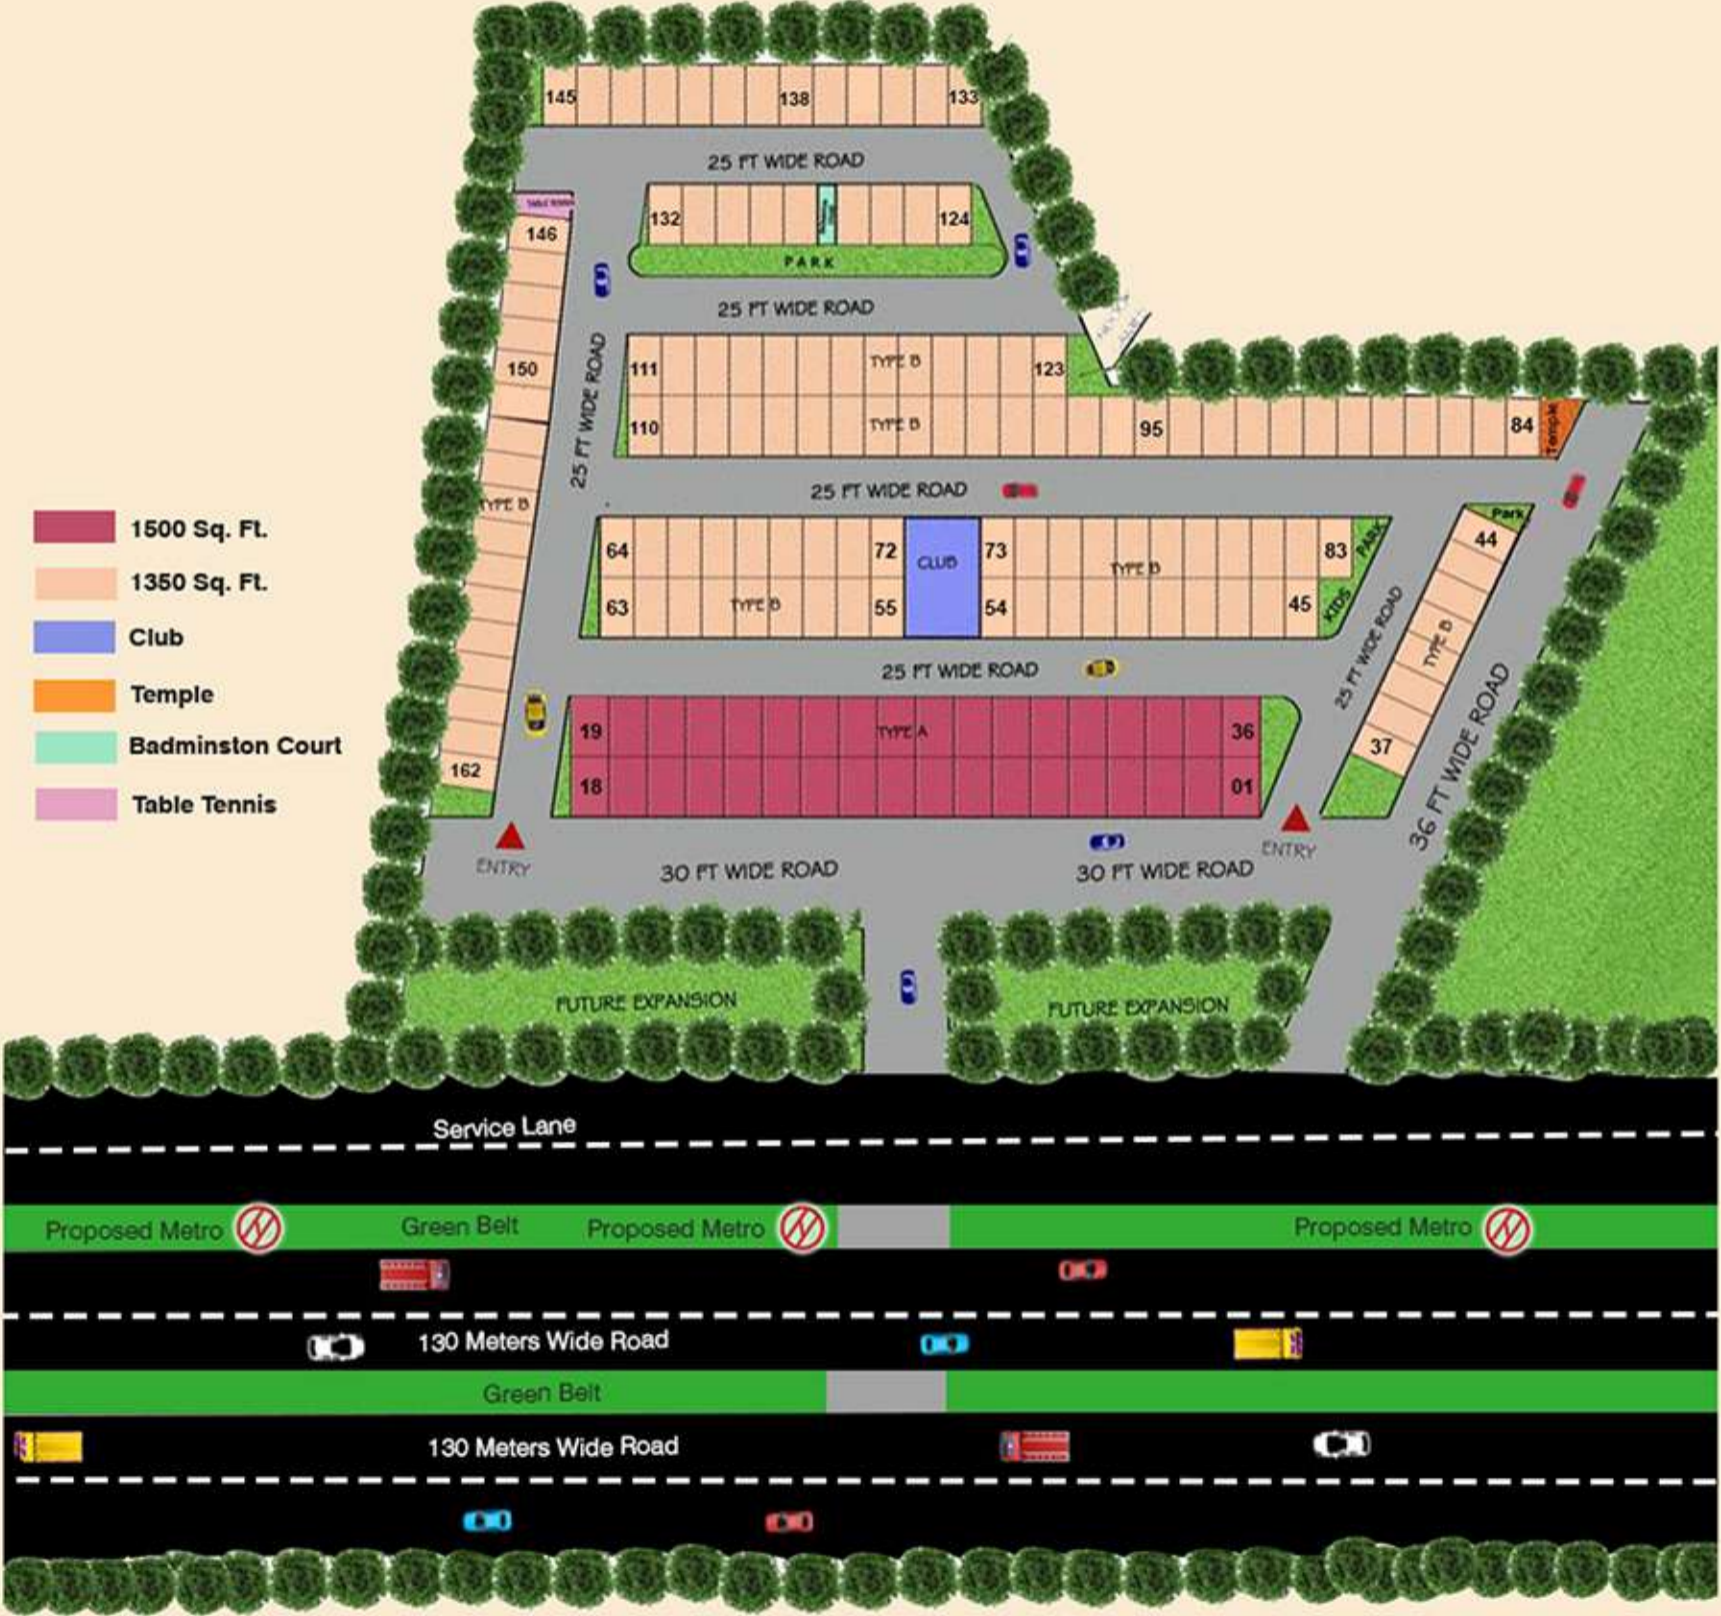 145 138 133
25 FT WIDE ROAD
TABLE TENNIS
132 124
146
PARK
25 FT WIDE ROAD
25 FT WIDE ROAD
111 TYPE B 123
150
110 TYPE B 95 84 Temple
25 FT WIDE ROAD
TYPE B
Park
44
64 72 CLUB 73 TYPE B 83 PARK
63 TYPE B 55 54 45 KIDS
25 FT WIDE ROAD
TYPE B
25 FT WIDE ROAD
36 FT WIDE ROAD
19 TYPE A 36
37
162
18 01
ENTRY
ENTRY
30 FT WIDE ROAD
30 FT WIDE ROAD
1500 Sq. Ft.
1350 Sq. Ft.
Club
Temple
Badminston Court
Table Tennis
FUTURE EXPANSION
FUTURE EXPANSION
Service Lane
Proposed Metro
Green Belt
Proposed Metro
Proposed Metro
130 Meters Wide Road
Green Belt
130 Meters Wide Road